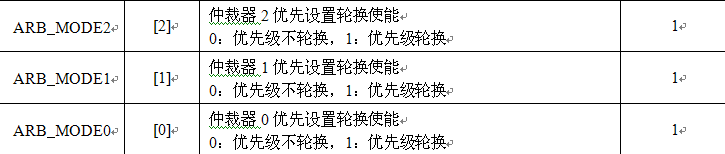 ARB_MODE2 [2] 仲裁器 2 优先设置轮换使能 1
0：优先级不轮换，1：优先级轮换
ARB_MODE1 [1] 仲裁器 1 优先设置轮换使能 1
0：优先级不轮换，1：优先级轮换
ARB_MODE0 [0] 仲裁器 0 优先设置轮换使能 1
0：优先级不轮换，1：优先级轮换